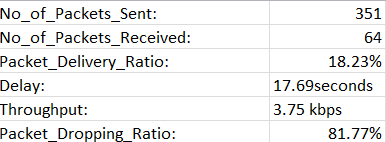 No_of_Packets_Sent: 351
No_of_Packets_Received: 64
Packet_Delivery_Ratio: 18.23%
Delay: 17.69seconds
Throughput: 3.75 kbps
Packet_Dropping_Ratio: 81.77%